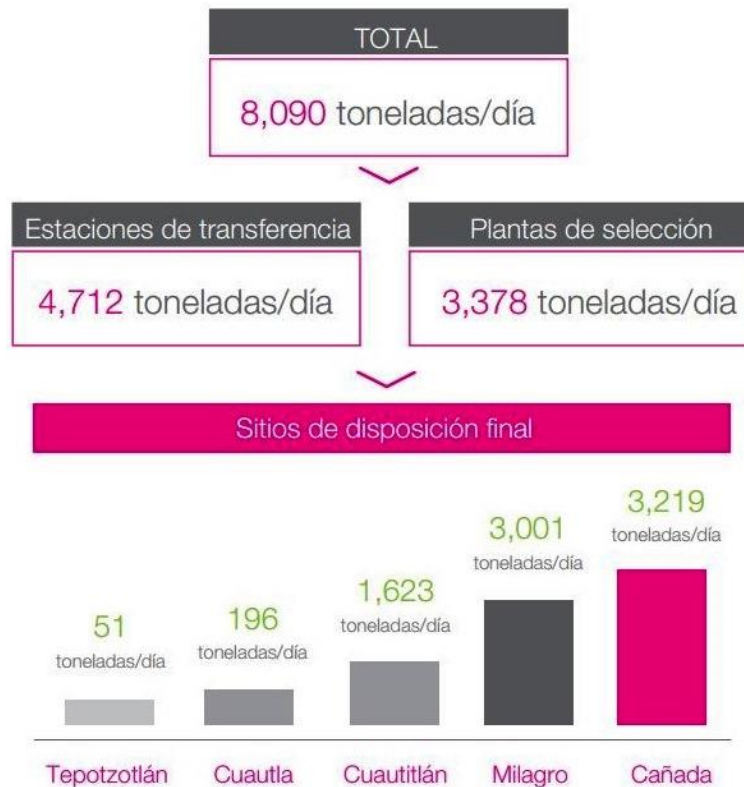 TOTAL
8,090 toneladas/día
Estaciones de transferencia
4,712 toneladas/día
Plantas de selección
3,378 toneladas/día
Sitios de disposición final
51
toneladas/día
196
toneladas/día
1,623
toneladas/día
3,001
toneladas/día
3,219
toneladas/día
Tepotzotlán
Cuautla
Cuautitlán
Milagro
Cañada